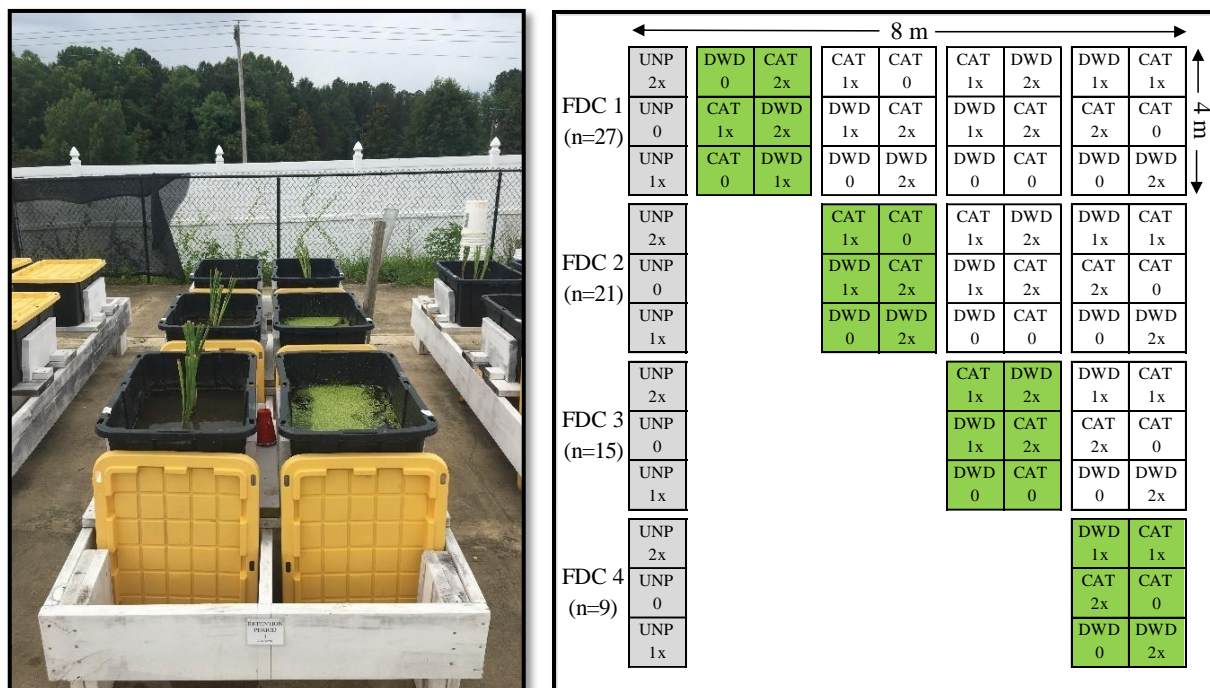 PERIOD
8 m
UNP DWD CAT CAT CAT CAT DWD DWD CAT
2x 0 2x 1x 0 1x 2x 1x 1x
FDC 1
(n=27)
UNP CAT DWD DWD CAT DWD CAT CAT CAT
0 1x 2x 1x 2x 1x 2x 2x 0
4 m
UNP CAT DWD DWD DWD DWD CAT DWD DWD
1x 0 1x 0 2x 0 0 0 2x
UNP CAT CAT CAT DWD DWD CAT
2x 1x 0 1x 2x 1x 1x
FDC 2
(n=21)
UNP DWD CAT DWD CAT CAT CAT
0 1x 2x 1x 2x 2x 0
UNP DWD DWD DWD CAT DWD DWD
1x 0 2x 0 0 0 2x
UNP CAT DWD DWD CAT
2x 1x 2x 1x 1x
FDC 3
(n=15)
UNP DWD CAT CAT CAT
0 1x 2x 2x 0
UNP DWD CAT DWD DWD
1x 0 0 0 2x
UNP DWD CAT
2x 1x 1x
FDC 4
(n=9)
UNP CAT CAT
0 2x 0
UNP DWD DWD
1x 0 2x